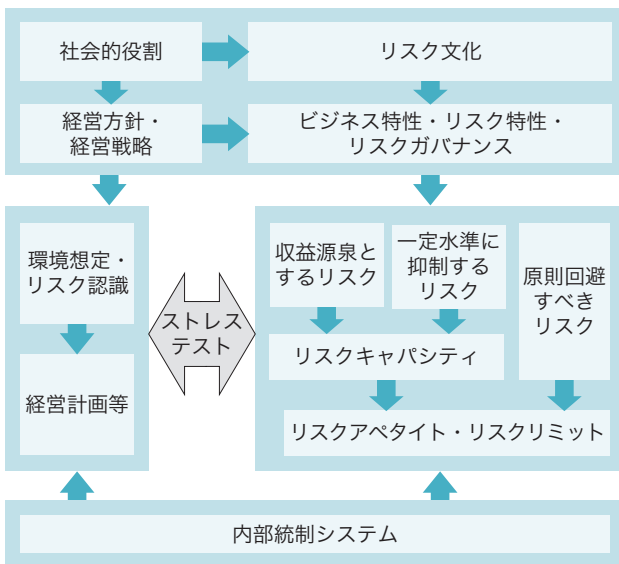 社会的役割
リスク文化
経営方針・
経営戦略
ビジネス特性・リスク特性・
リスクガバナンス
環境想定・
リスク認識
経営計画等
ストレス
テスト
収益源泉と
するリスク
一定水準に
抑制する
リスク
原則回避
すべき
リスク
リスクキャパシティ
リスクアペタイト・リスクリミット
内部統制システム